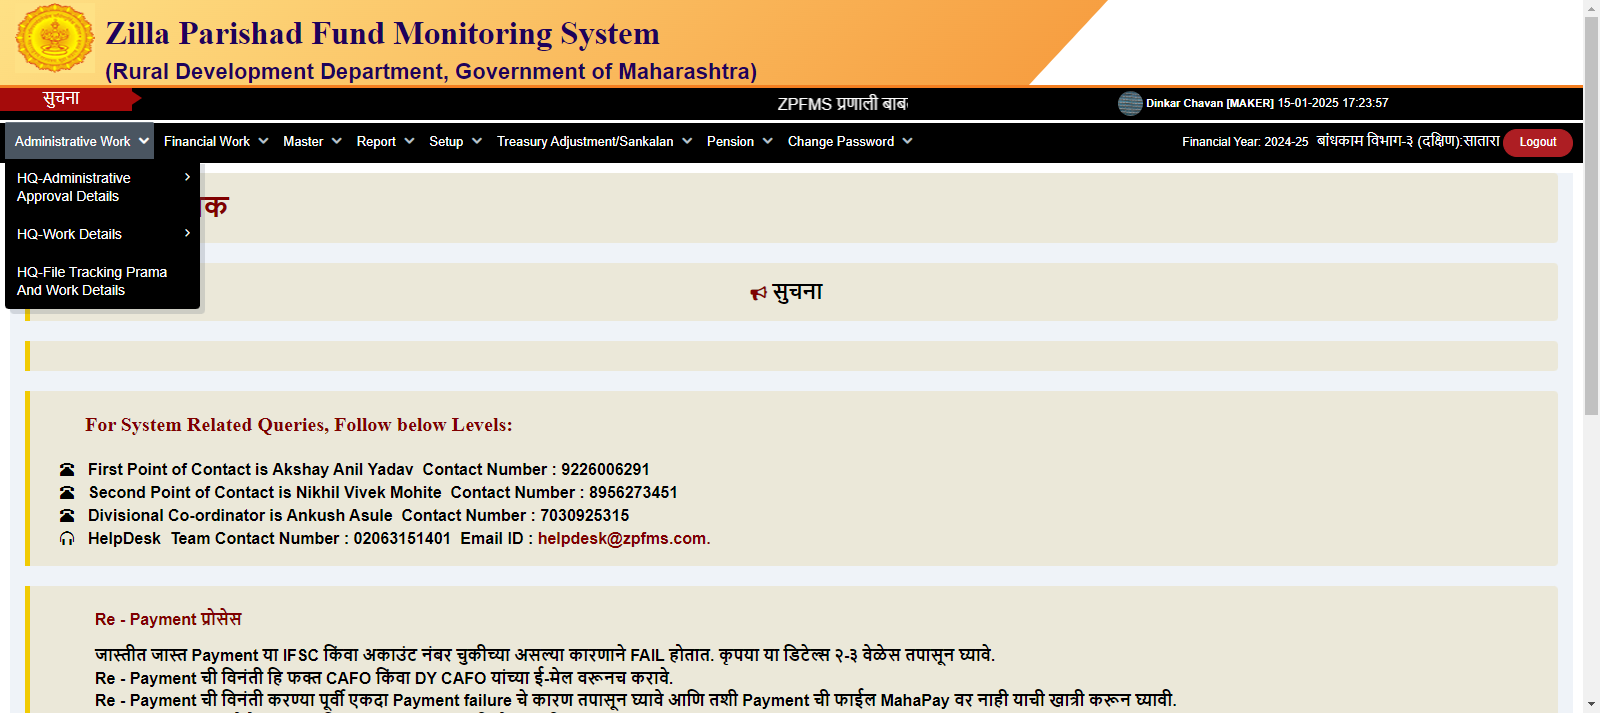 Zilla Parishad Fund Monitoring System
(Rural Development Department, Government of Maharashtra)
सुचना
ZPFMS प्रणाली
Dinkar Chavan [MAKER] 15-01-2025 17:23:57
Administrative Work Financial Work Master Report Setup Treasury Adjustment/Sankalan Pension Change Password Financial Year: 2024-25 बांधकाम विभाग-३ (दक्षिण):सातारा Logout
HQ-Administrative
Approval Details
HQ-Work Details
HQ-File Tracking Prama
And Work Details
सुचना
For System Related Queries, Follow below Levels:
First Point of Contact is Akshay Anil Yadav Contact Number : 9226006291
Second Point of Contact is Nikhil Vivek Mohite Contact Number : 8956273451
Divisional Co-ordinator is Ankush Asule Contact Number : 7030925315
HelpDesk Team Contact Number : 02063151401 Email ID : helpdesk@zpfms.com.
Re - Payment प्रोसेस
जास्तीत जास्त Payment या IFSC किंवा अकाउंट नंबर चुकीच्या असल्या कारणाने FAIL होतात. कृपया या डिटेल्स २-३ वेळेस तपासून घ्यावे.
Re - Payment ची विनंती हि फक्त CAFO किंवा DY CAFO यांच्या ई-मेल वरूनच करावे.
Re - Payment ची विनंती करण्या पूर्वी एकदा Payment failure चे कारण तपासून घ्यावे आणि तशी Payment ची फाईल MahaPay वर नाही याची खात्री करून घ्यावी.